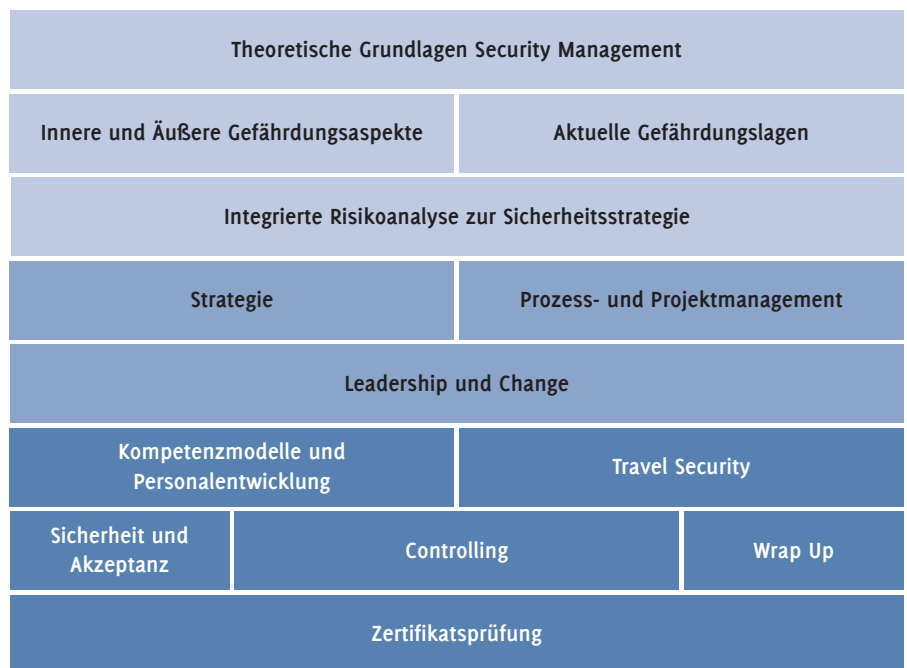 Theoretische Grundlagen Security Management
Innere und Äußere Gefährdungsaspekte
Aktuelle Gefährdungslagen
Integrierte Risikoanalyse zur Sicherheitsstrategie
Strategie
Prozess- und Projektmanagement
Leadership und Change
Kompetenzmodelle und
Personalentwicklung
Travel Security
Sicherheit und
Akzeptanz
Controlling
Wrap Up
Zertifikatsprüfung